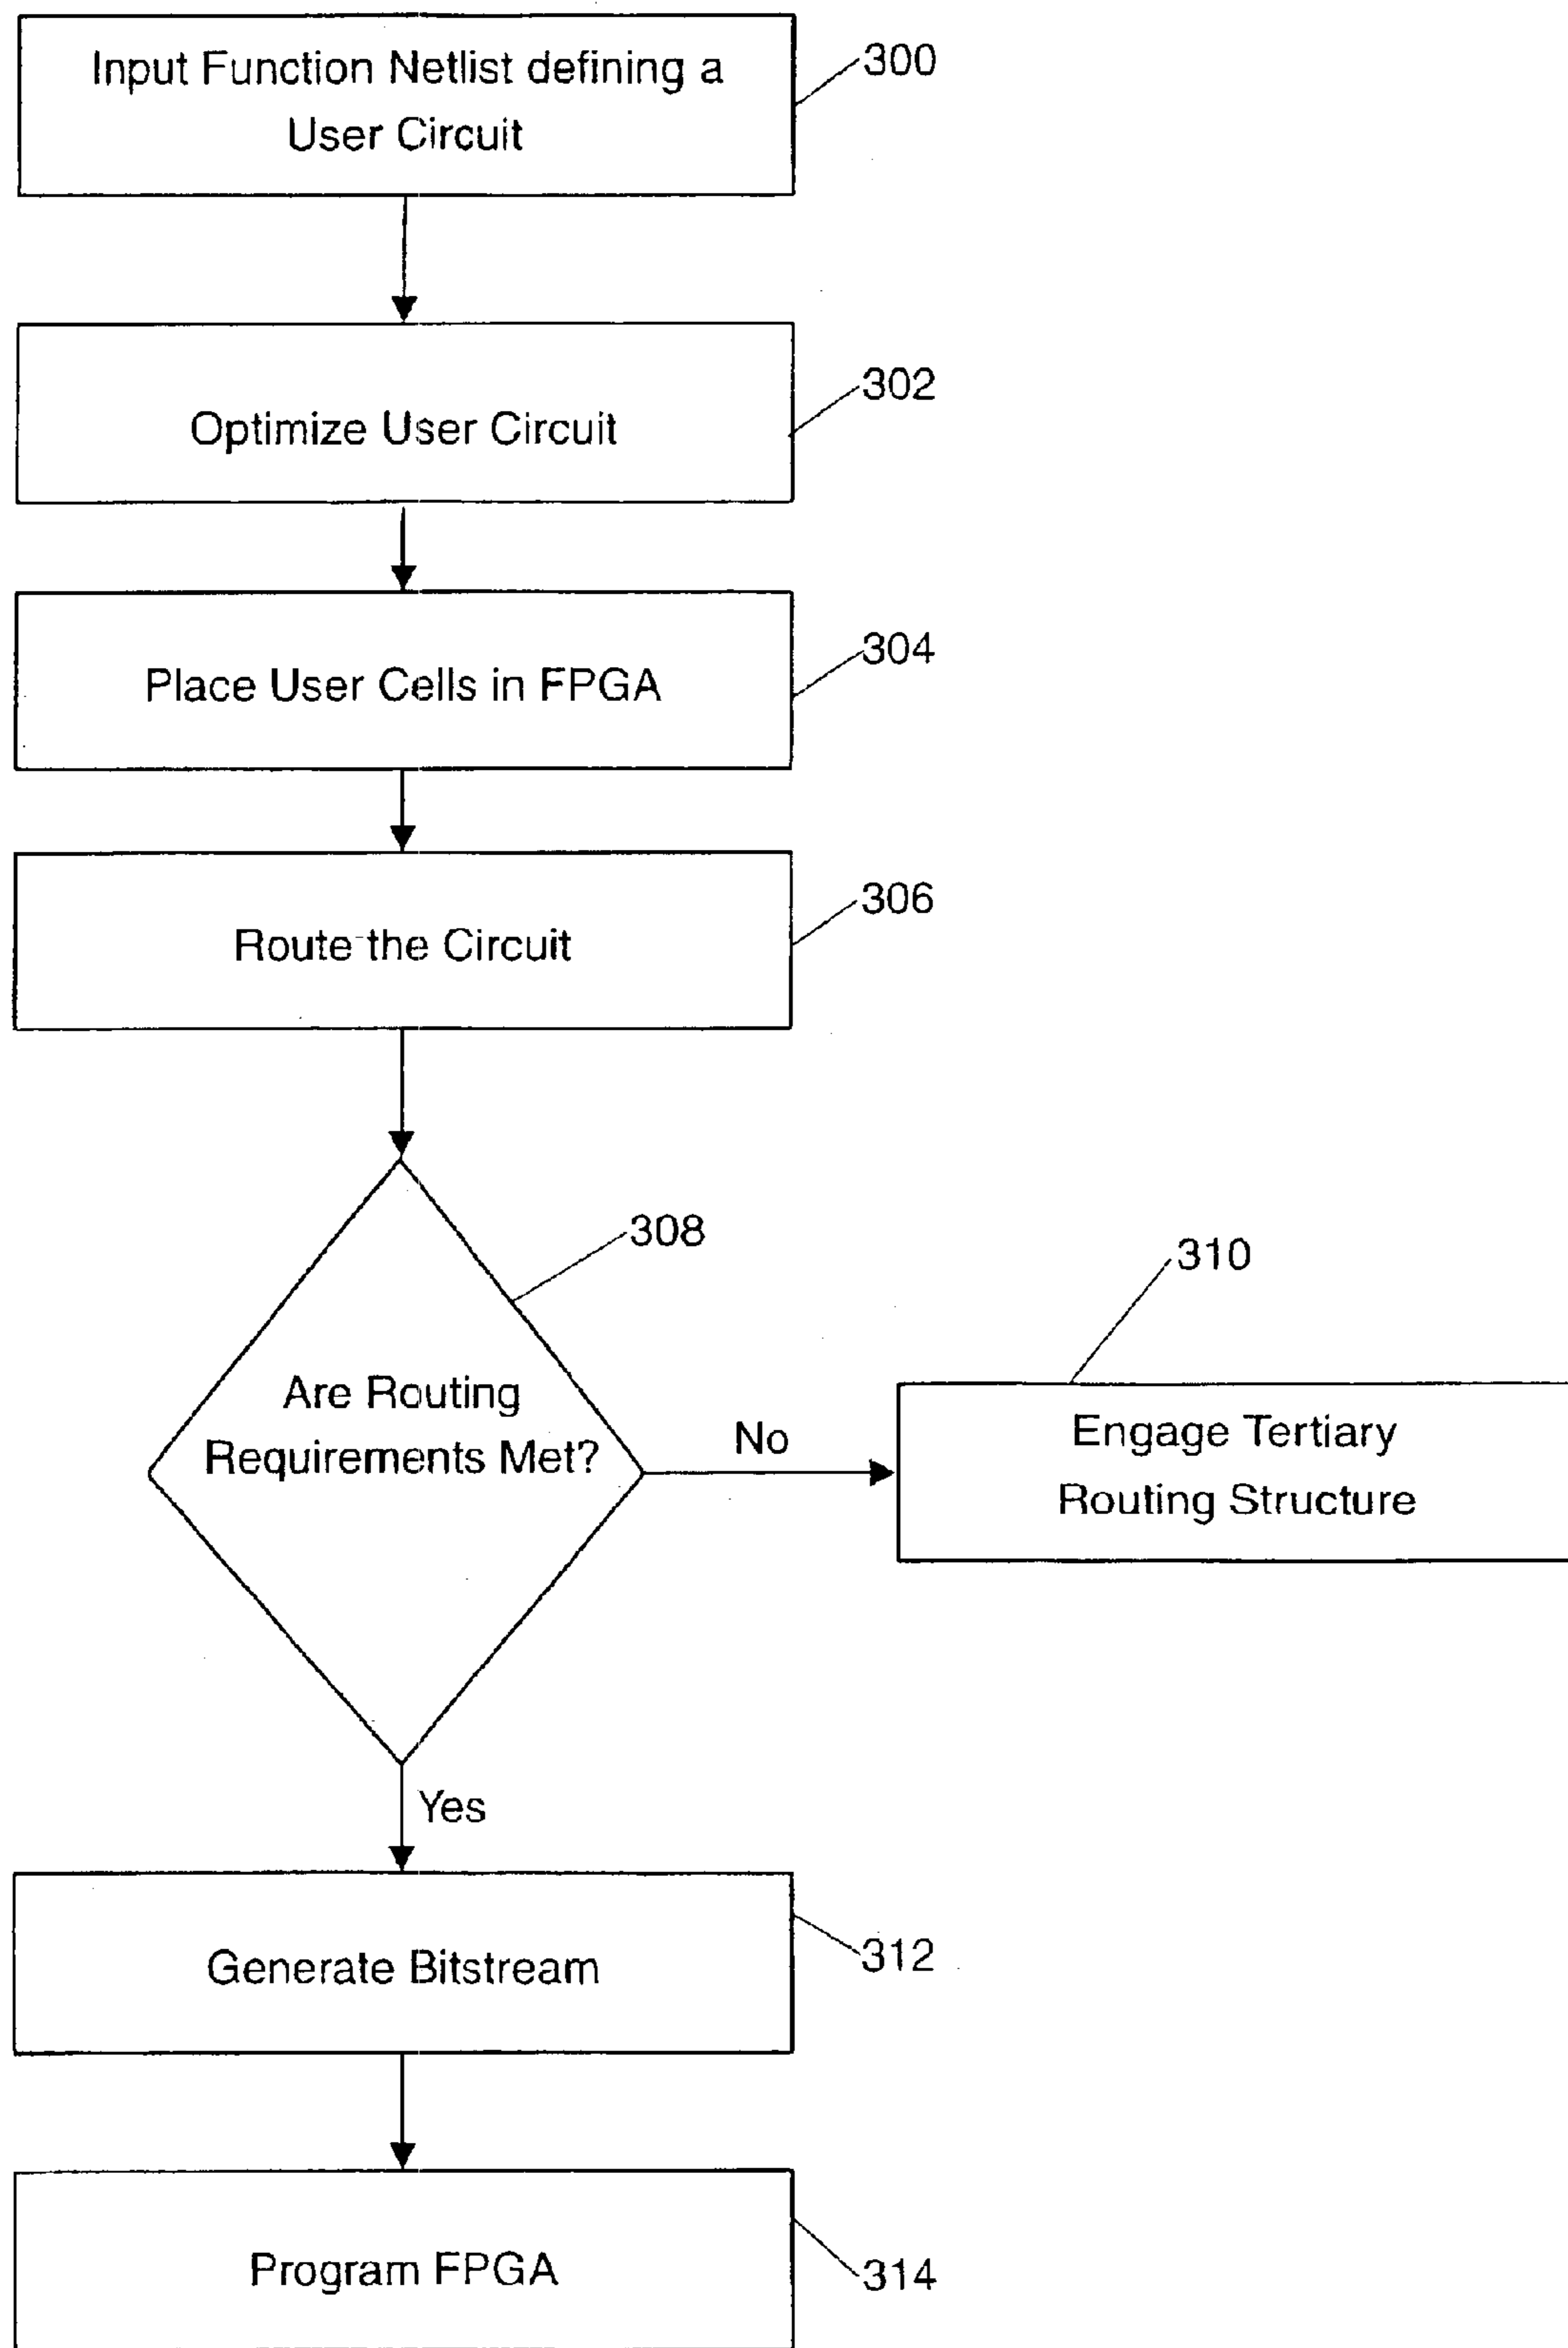 Input Function Netlist defining a
User Circuit
300
Optimize User Circuit
302
Place User Cells in FPGA
304
Route the Circuit
306
308
310
Are Routing
Requirements Met?
No
Engage Tertiary
Routing Structure
Yes
Generate Bitstream
312
Program FPGA
314